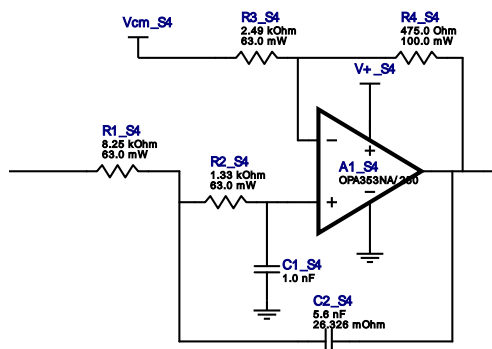 Vcm_S4
R3_S4
2.49 kOhm
63.0 mW
R4_S4
475.0 Ohm
100.0 mW
V+_S4
R1_S4
8.25 kOhm
63.0 mW
R2_S4
1.33 kOhm
63.0 mW
A1_S4
OPA353NA/250
C1_S4
1.0 nF
C2_S4
5.6 nF
26.326 mOhm